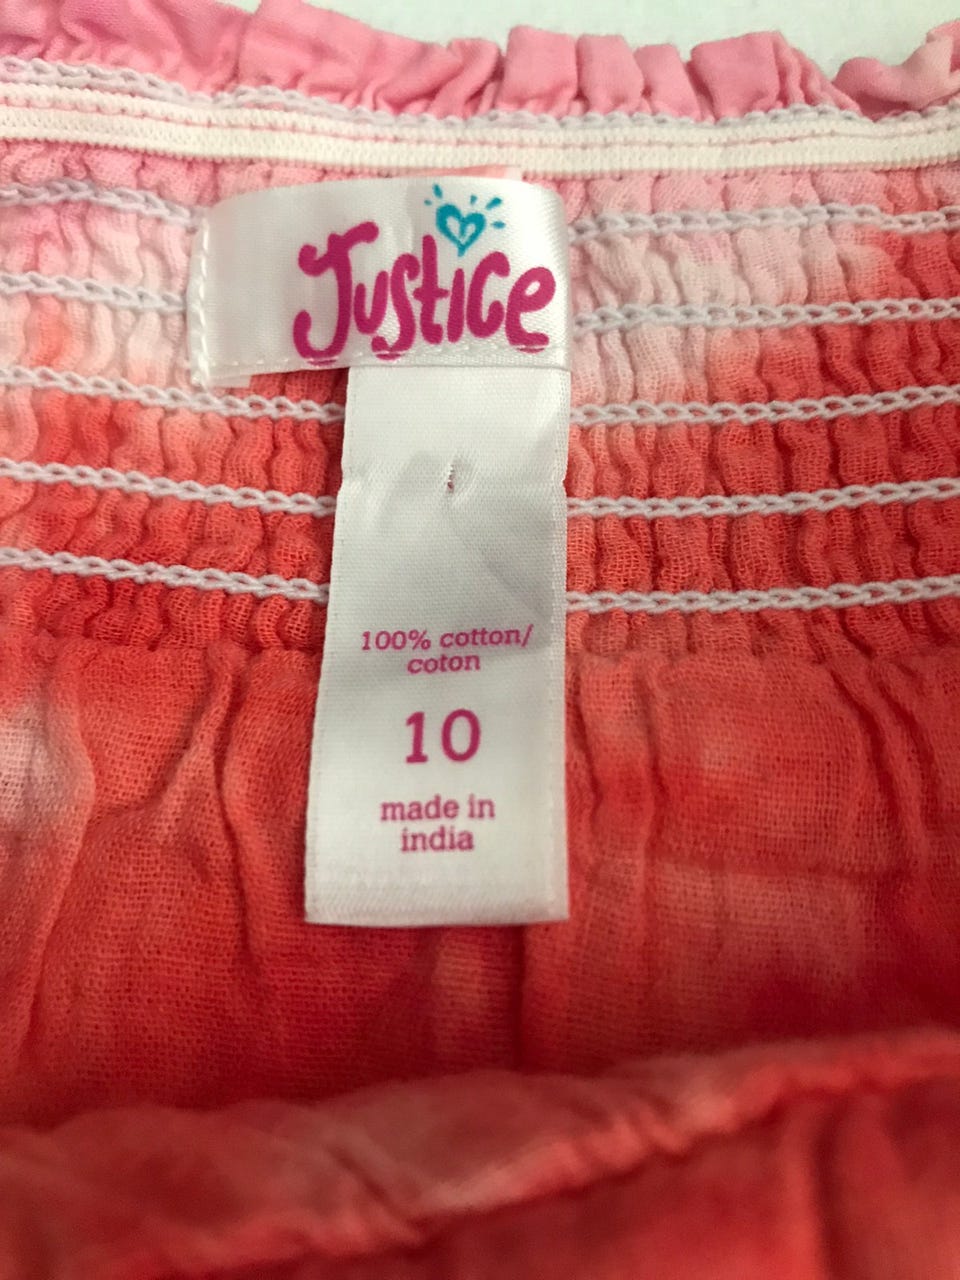 Justice
100% cotton/
coton
10
made in
india